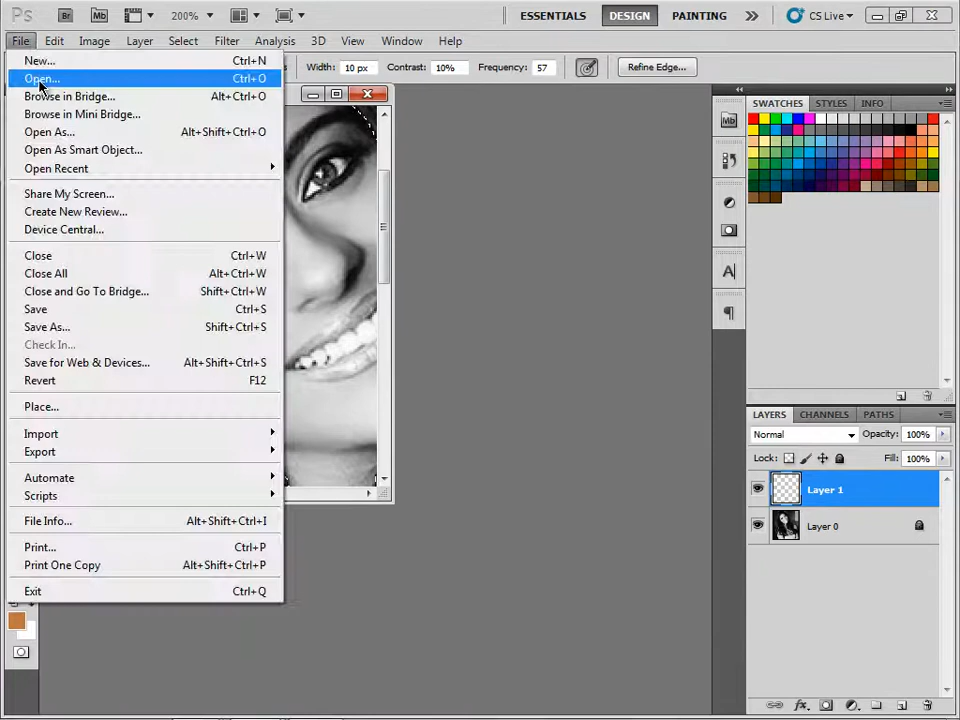 Ps Br Mb 200% ESSENTIALS DESIGN PAINTING CS Live
File Edit Image Layer Select Filter Analysis 3D View Window Help
Width: 10 px Contrast: 10% Frequency: 57 Refine Edge...
New... Ctrl+N
Open... Ctrl+O
Browse in Bridge... Alt+Ctrl+O
Browse in Mini Bridge...
Open As... Alt+Shift+Ctrl+O
Open As Smart Object...
Open Recent
Share My Screen...
Create New Review...
Device Central...
Close Ctrl+W
Close All Alt+Ctrl+W
Close and Go To Bridge... Shift+Ctrl+W
Save Ctrl+S
Save As... Shift+Ctrl+S
Check In...
Save for Web & Devices... Alt+Shift+Ctrl+S
Revert F12
Place...
Import
Export
Automate
Scripts
File Info... Alt+Shift+Ctrl+I
Print... Ctrl+P
Print One Copy Alt+Shift+Ctrl+P
Exit Ctrl+Q
SWATCHES STYLES INFO
Mb
A
LAYERS CHANNELS PATHS
Normal Opacity: 100%
Lock: Fill: 100%
Layer 1
Layer 0
fx